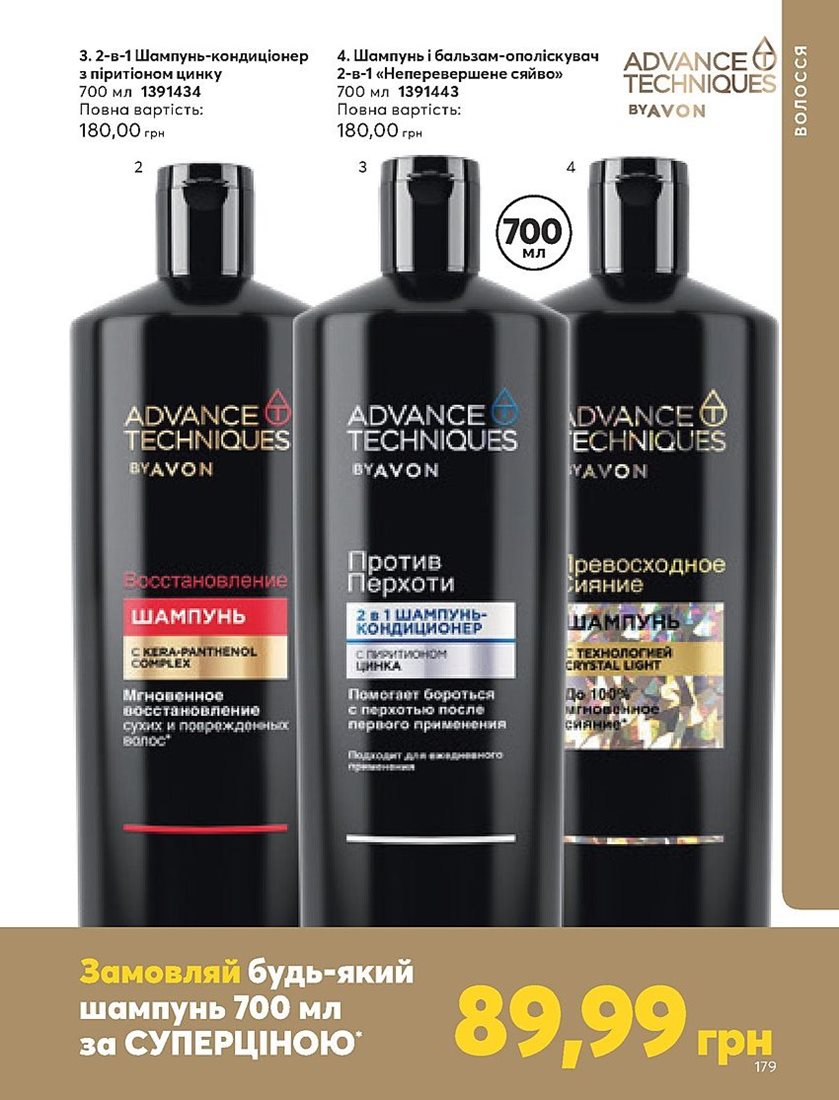 3. 2-в-1 Шампунь-кондиціонер
з піритіоном цинку
700 мл 1391434
Повна вартість:
180,00 грн
4. Шампунь і бальзам-ополіскувач
2-в-1 «Неперевершене сяйво»
700 мл 1391443
Повна вартість:
180,00 грн
ADVANCE
TECHNIQUES
BY AVON
ВОЛОССЯ
2
3
4
700
мл
ADVANCE
TECHNIQUES
BY AVON
Восстановление
ШАМПУНЬ
С KERA-PANTHENOL
COMPLEX
Мгновенное
восстановление
сухих и поврежденных
волос*
ADVANCE
TECHNIQUES
BY AVON
Против
Перхоти
2 в 1 ШАМПУНЬ-
КОНДИЦИОНЕР
С ПИРИТИОНОМ
ЦИНКА
Помогает бороться
с перхотью после
первого применения
Подходит для ежедневного
применения
ADVANCE
TECHNIQUES
BY AVON
Превосходное
Сияние
ШАМПУНЬ
С ТЕХНОЛОГИЕЙ
CRYSTAL LIGHT
До 100%
мгновенное
сияние*
Замовляй будь-який
шампунь 700 мл
за СУПЕРЦІНОЮ*
89,99 грн
179